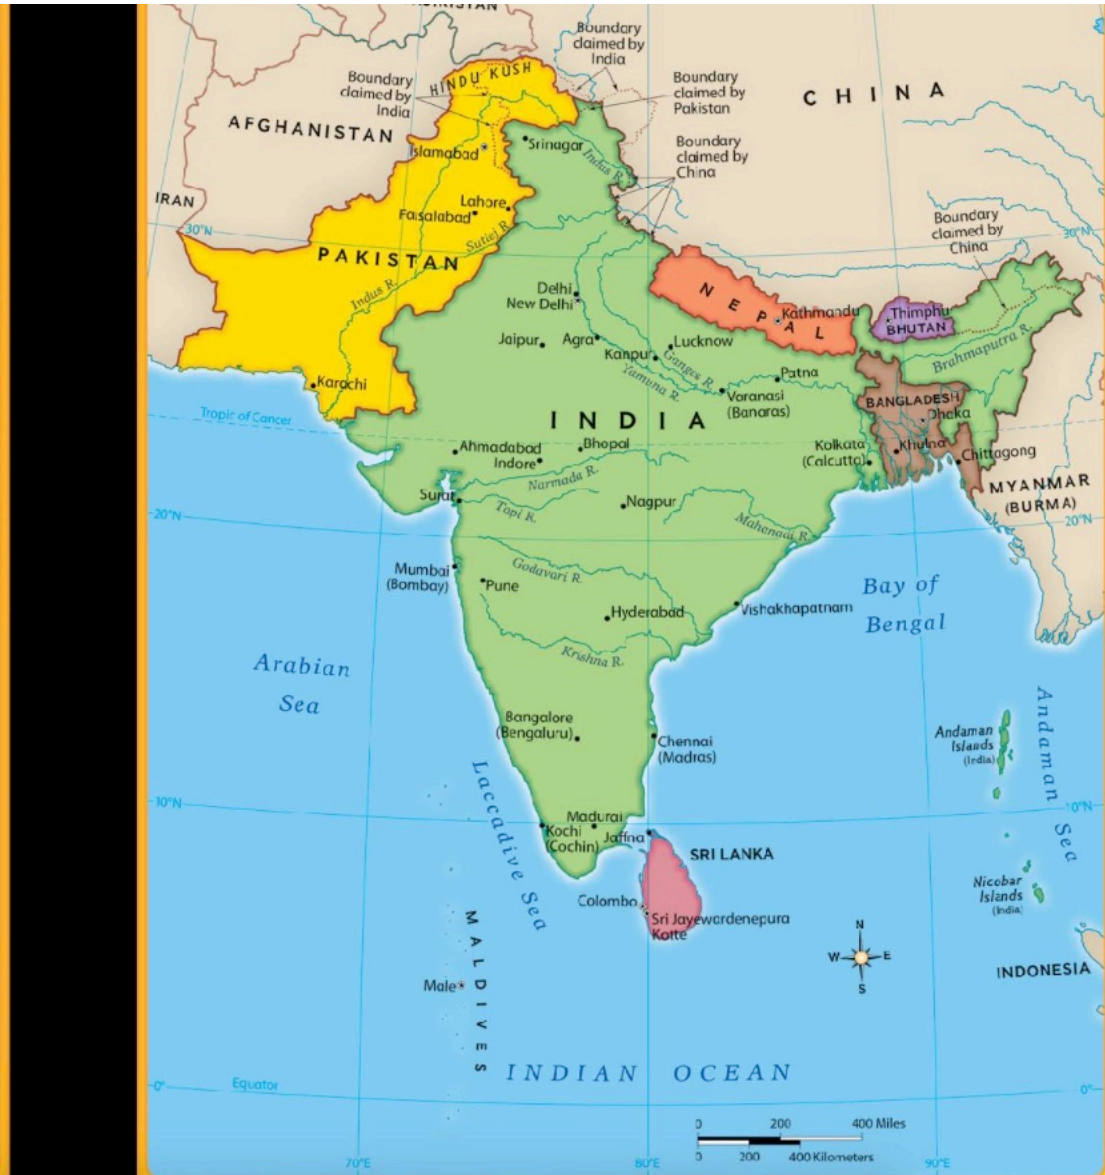 Boundary
claimed by
India
HINDU KUSH
Boundary
claimed by
India
Boundary
claimed by
Pakistan
CHINA
AFGHANISTAN
Islamabad
Srinagar
Indus R.
Boundary
claimed by
China
IRAN
Lahore
Faisalabad
Sutlej R.
Boundary
claimed by
China
30°N
30°N
PAKISTAN
Indus R.
Delhi
New Delhi
NEPAL
Kathmandu
Thimphu
BHUTAN
Jaipur
Agra
Lucknow
Kanpur
Ganges R.
Yamuna R.
Brahmaputra R.
Karachi
Patna
Varanasi
(Banaras)
BANGLADESH
Dhaka
Tropic of Cancer
INDIA
Ahmadabad
Indore
Bhopal
Kolkata
(Calcutta)
Khulna
Chittagong
Narmada R.
Surat
Tapi R.
Nagpur
Mahanadi R.
MYANMAR
(BURMA)
20°N
20°N
Mumbai
(Bombay)
Pune
Godavari R.
Hyderabad
Vishakhapatnam
Bay of
Bengal
Krishna R.
Arabian
Sea
Bangalore
(Bengaluru)
Chennai
(Madras)
Andaman
Islands
(India)
Andaman Sea
Laccadive Sea
10°N
10°N
Madurai
Kochi
(Cochin)
Jaffna
SRI LANKA
Colombo
Sri Jayewardenepura
Kotte
Nicobar
Islands
(India)
MALDIVES
Male
N
W
E
S
INDONESIA
INDIAN OCEAN
0°
Equator
0°
0 200 400 Miles
0 200 400 Kilometers
70°E
80°E
90°E